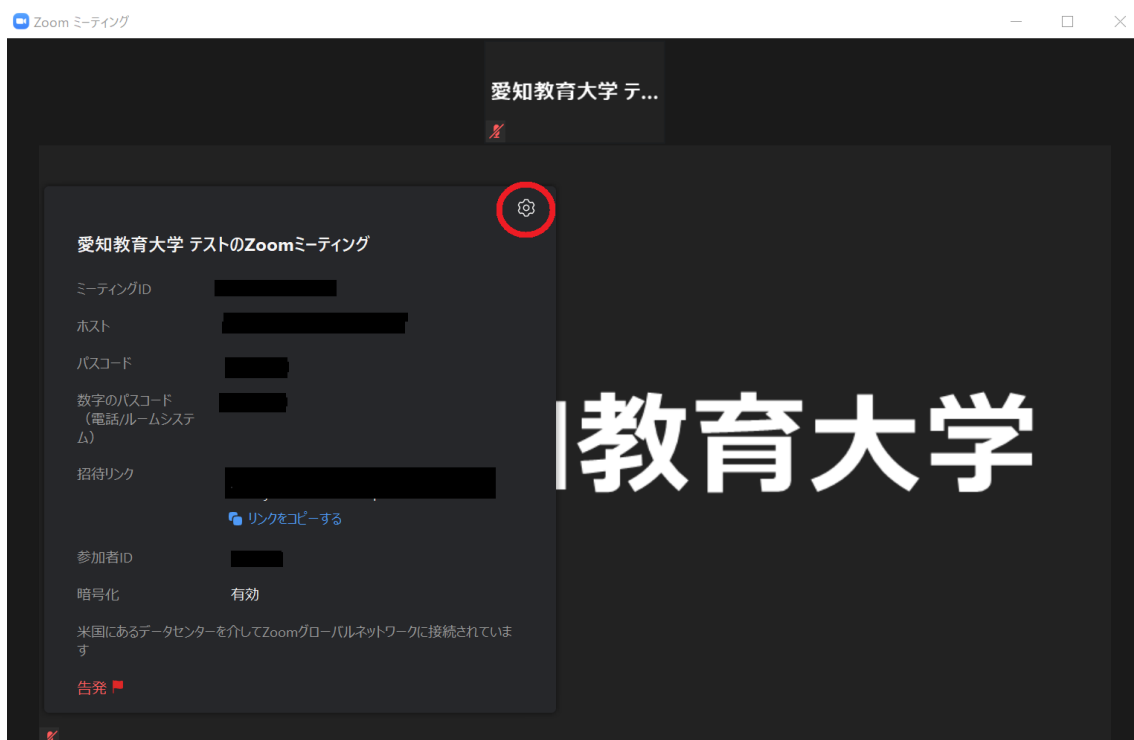 Zoom ミーティング
愛知教育大学 テ...
愛知教育大学 テストのZoomミーティング
ミーティングID
ホスト
パスコード
数字のパスコード
（電話/ルームシステ
ム）
招待リンク
リンクをコピーする
参加者ID
暗号化 有効
米国にあるデータセンターを介してZoomグローバルネットワークに接続されていま
す
告発
教育大学